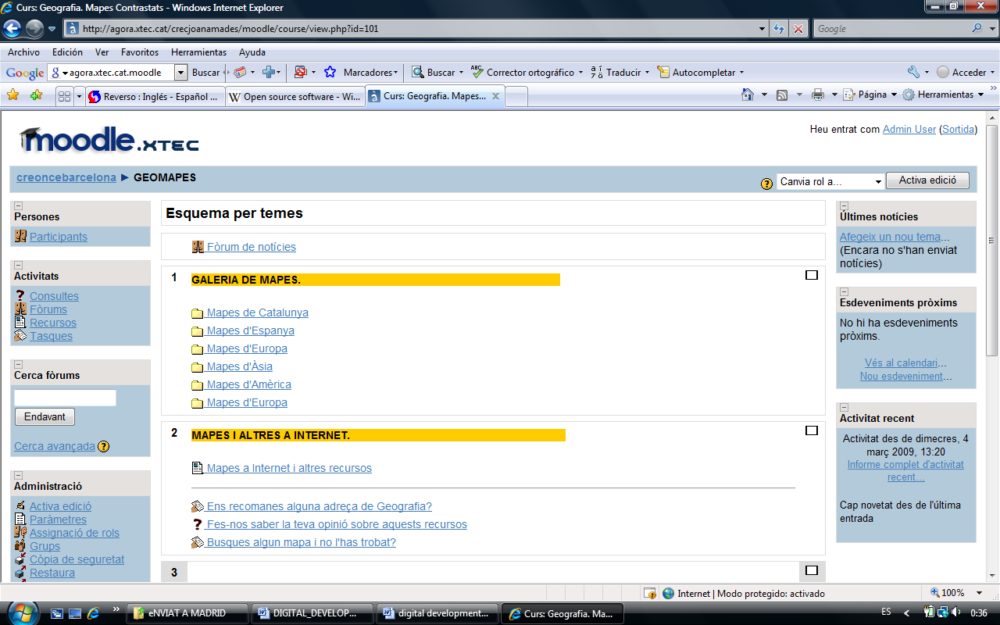 Curs: Geografia. Mapes Contrastats - Windows Internet Explorer
http://agora.xtec.cat/crecjoanamades/moodle/course/view.php?id=101
Google
Archivo Edición Ver Favoritos Herramientas Ayuda
Google agora.xtec.cat.moodle Buscar Marcadores Buscar Corrector ortográfico Traducir Autocompletar Acceder
Reverso : Inglés - Español ... Open source software - Wi... Curs: Geografia. Mapes... Página Herramientas
moodle.xtec
Heu entrat com Admin User (Sortida)
creoncebarcelona ► GEOMAPES
Canvia rol a... Activa edició
Persones
Participants
Activitats
Consultes
Fòrums
Recursos
Tasques
Cerca fòrums
Endavant
Cerca avançada
Administració
Activa edició
Paràmetres
Assignació de rols
Grups
Còpia de seguretat
Restaura
Esquema per temes
Fòrum de notícies
1 GALERIA DE MAPES.
Mapes de Catalunya
Mapes d'Espanya
Mapes d'Europa
Mapes d'Àsia
Mapes d'Amèrica
Mapes d'Europa
2 MAPES I ALTRES A INTERNET.
Mapes a Internet i altres recursos
Ens recomanes alguna adreça de Geografia?
Fes-nos saber la teva opinió sobre aquests recursos
Busques algun mapa i no l'has trobat?
3
Últimes notícies
Afegeix un nou tema...
(Encara no s'han enviat
notícies)
Esdeveniments pròxims
No hi ha esdeveniments
pròxims.
Vés al calendari...
Nou esdeveniment...
Activitat recent
Activitat des de dimecres, 4
març 2009, 13:20
Informe complet d'activitat
recent...
Cap novetat des de l'última
entrada
Internet | Modo protegido: activado 100%
eNVIAT A MADRID DIGITAL_DEVELOP... digital development... Curs: Geografia. Ma... ES 0:36